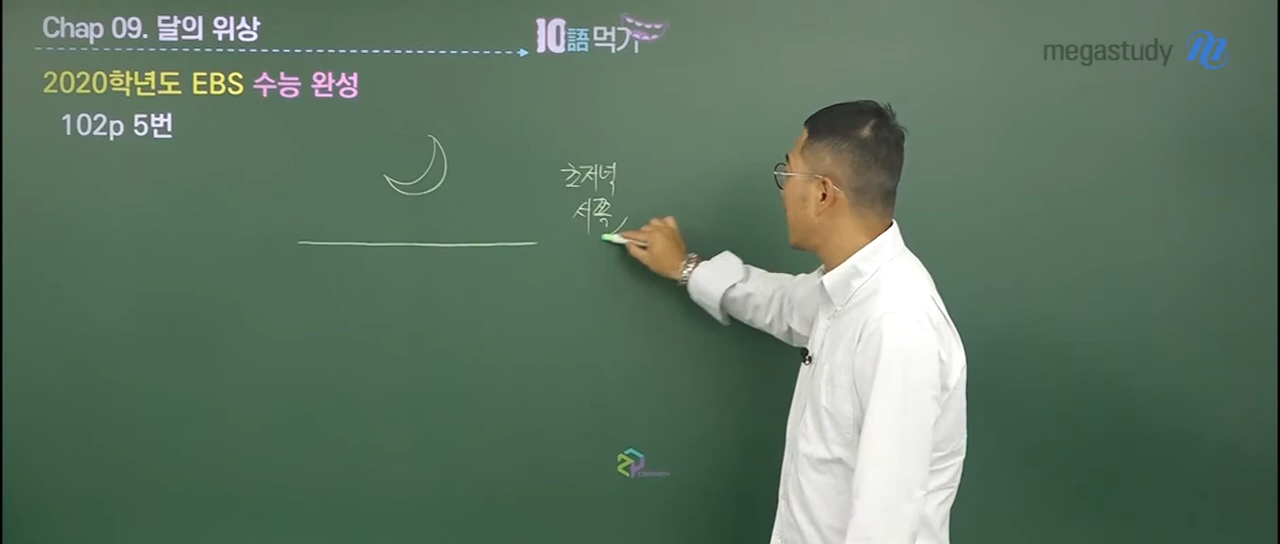 Chap 09. 달의 위상
10語먹기
megastudy
2020학년도 EBS 수능 완성
102p 5번
초저녁
서쪽